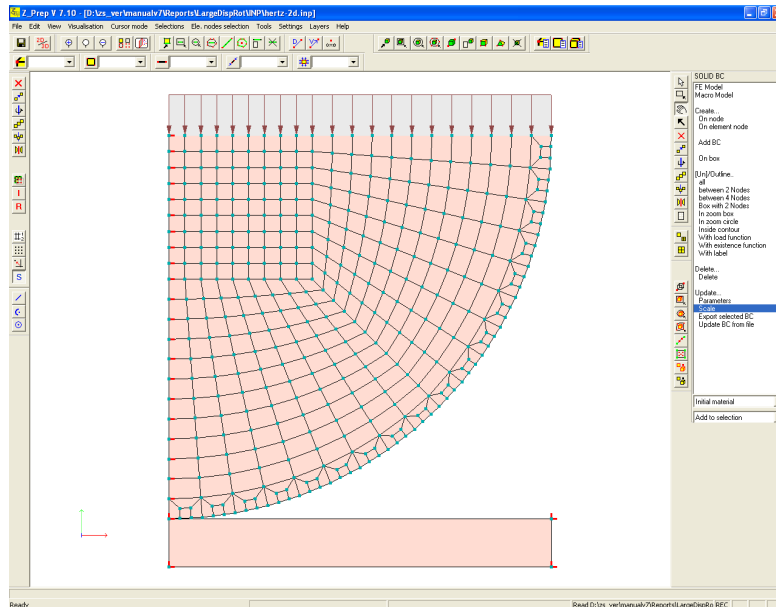 Z_Prep V 7.10 - [D:\zs_ver\manualv7\Reports\LargeDispRot\INP\hertz-2d.inp]
File Edit View Visualisation Cursor mode Selections Ele. nodes selection Tools Settings Layers Help
SOLID BC
FE Model
Macro Model
Create...
On node
On element node
Add BC
On box
[Un]/Outline..
all
between 2 Nodes
between 4 Nodes
Box with 2 Nodes
In zoom box
In zoom circle
Inside contour
With load function
With existence function
With label
Delete...
Delete
Update...
Parameters
Scale
Export selected BC
Update BC from file
I
R
S
Initial material
Add to selection
Ready
Read D:\zs_ver\manualv7\Reports\LargeDispRo REC